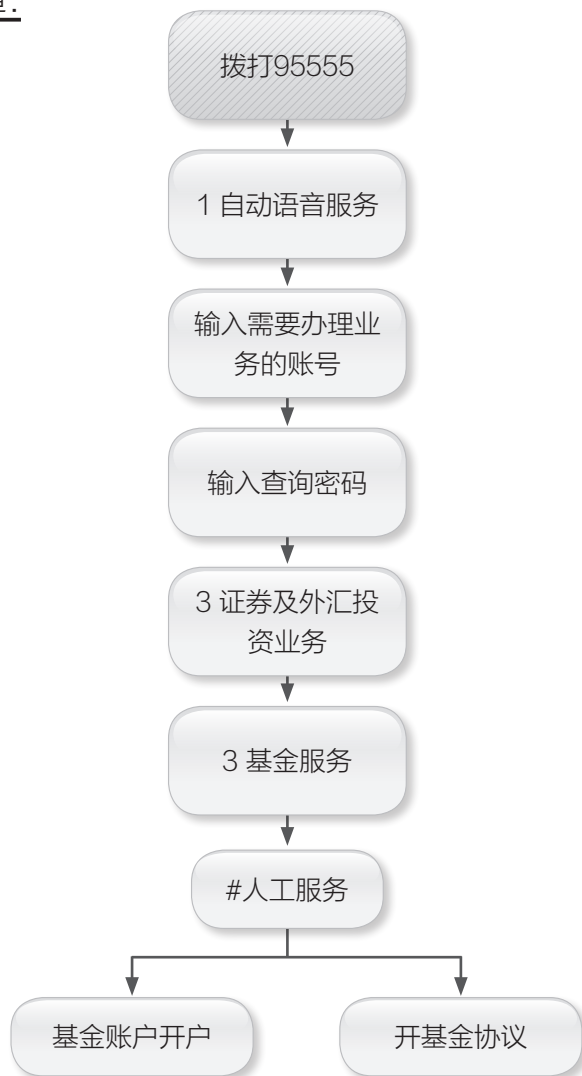 拨打95555
1 自动语音服务
输入需要办理业
务的账号
输入查询密码
3 证券及外汇投
资业务
3 基金服务
#人工服务
基金账户开户
开基金协议